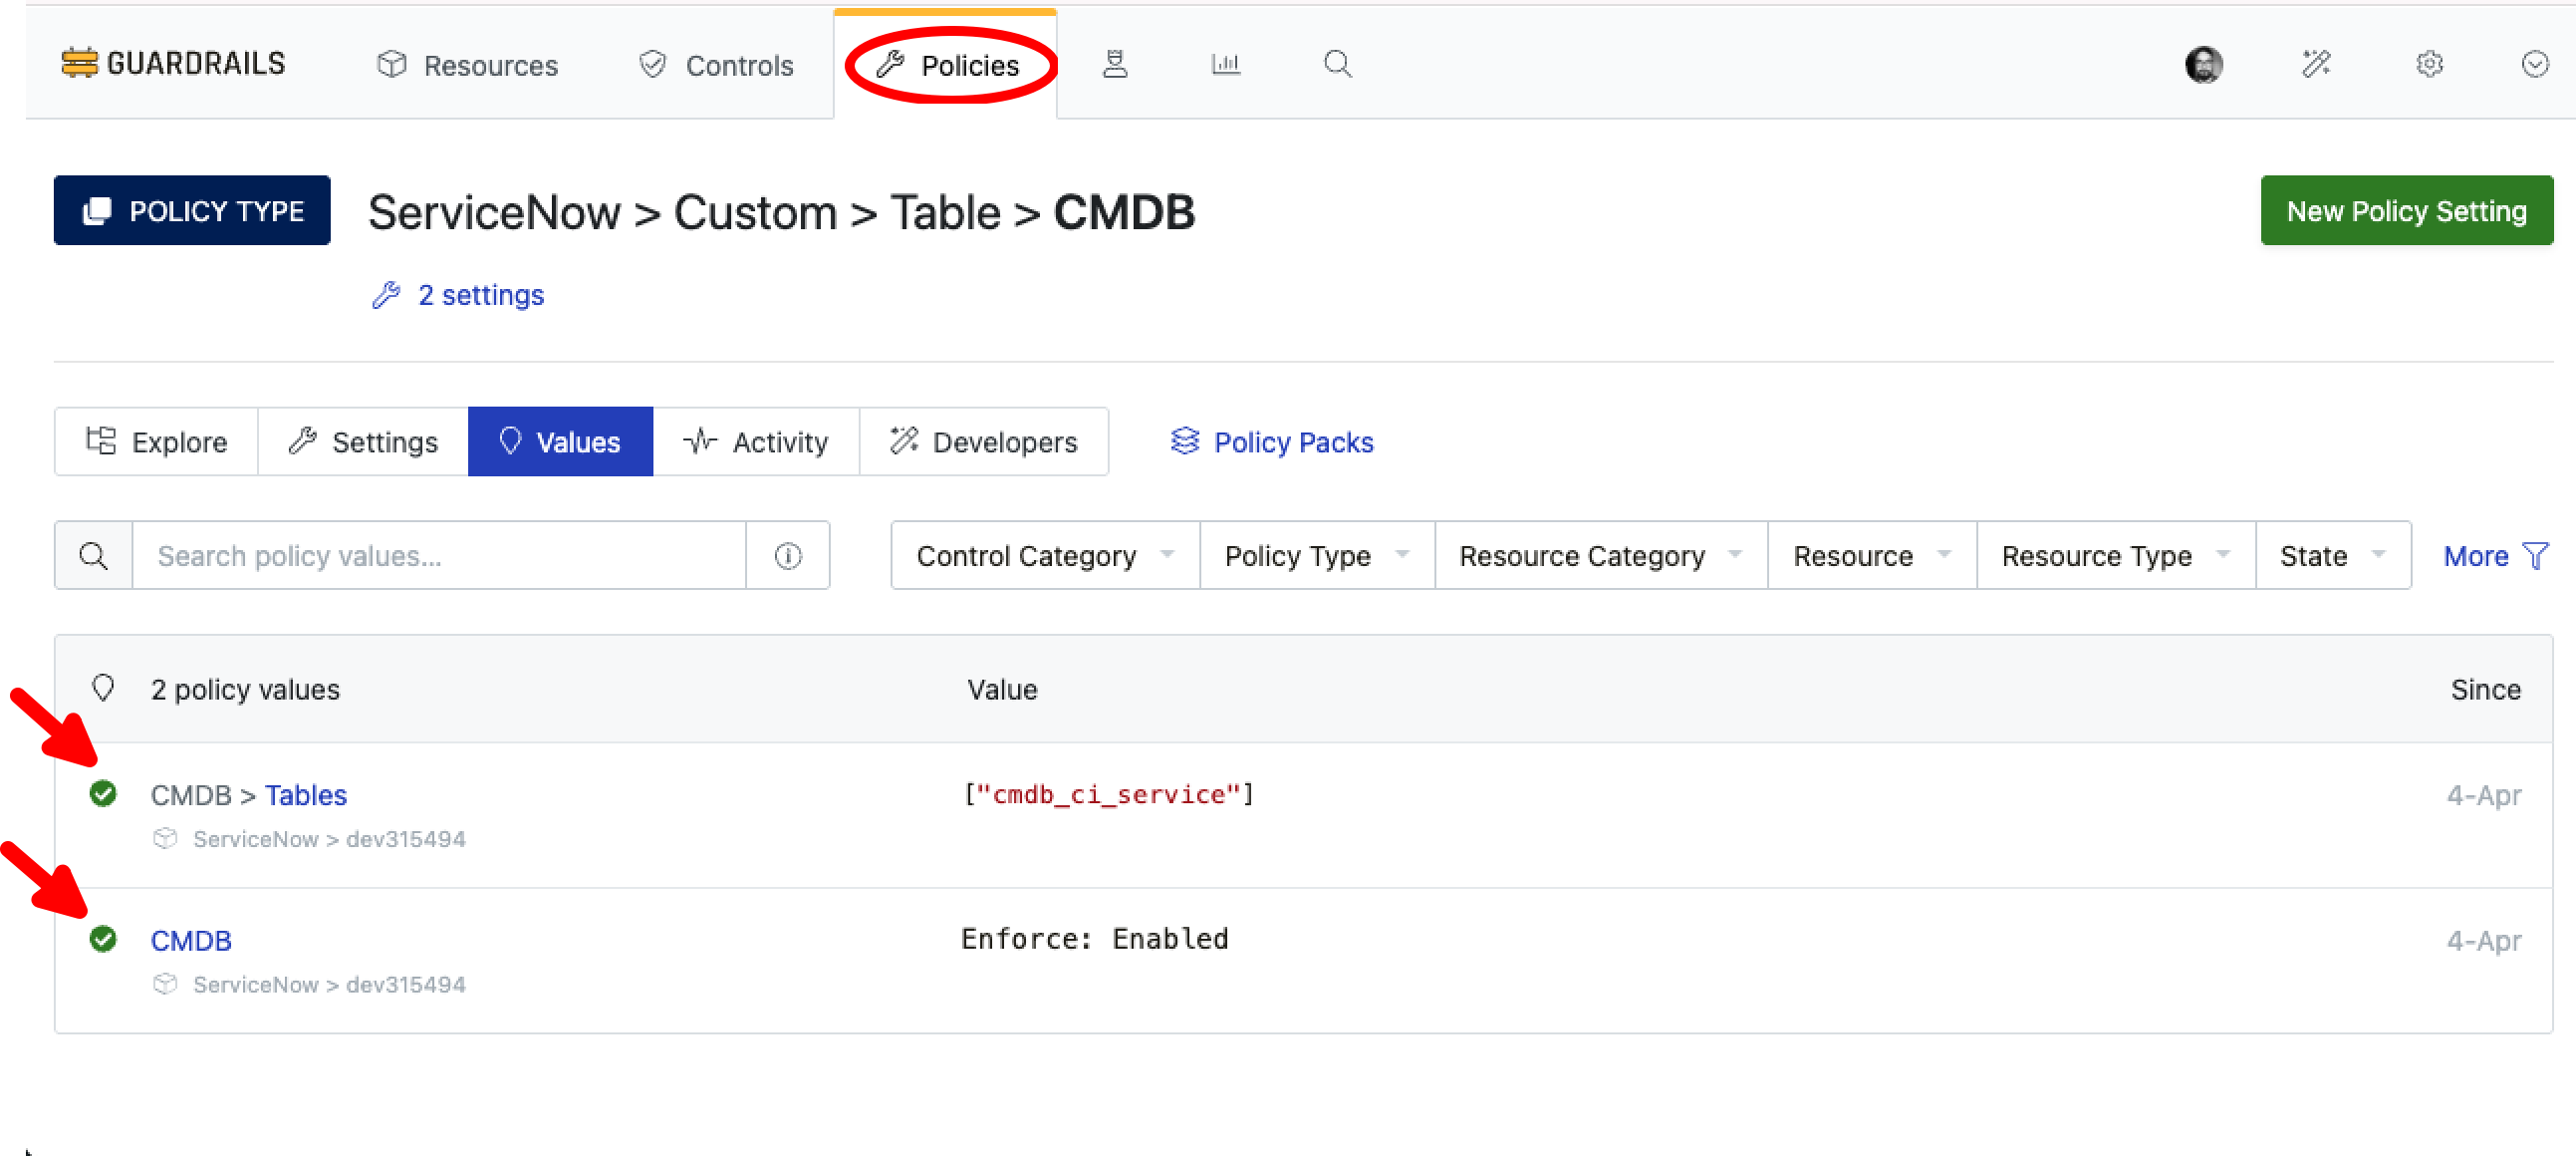 GUARDRAILS Resources Controls Policies
POLICY TYPE ServiceNow > Custom > Table > CMDB New Policy Setting
2 settings
Explore Settings Values Activity Developers Policy Packs
Search policy values... Control Category Policy Type Resource Category Resource Resource Type State More
2 policy values Value Since
CMDB > Tables ["cmdb_ci_service"] 4-Apr
ServiceNow > dev315494
CMDB Enforce: Enabled 4-Apr
ServiceNow > dev315494